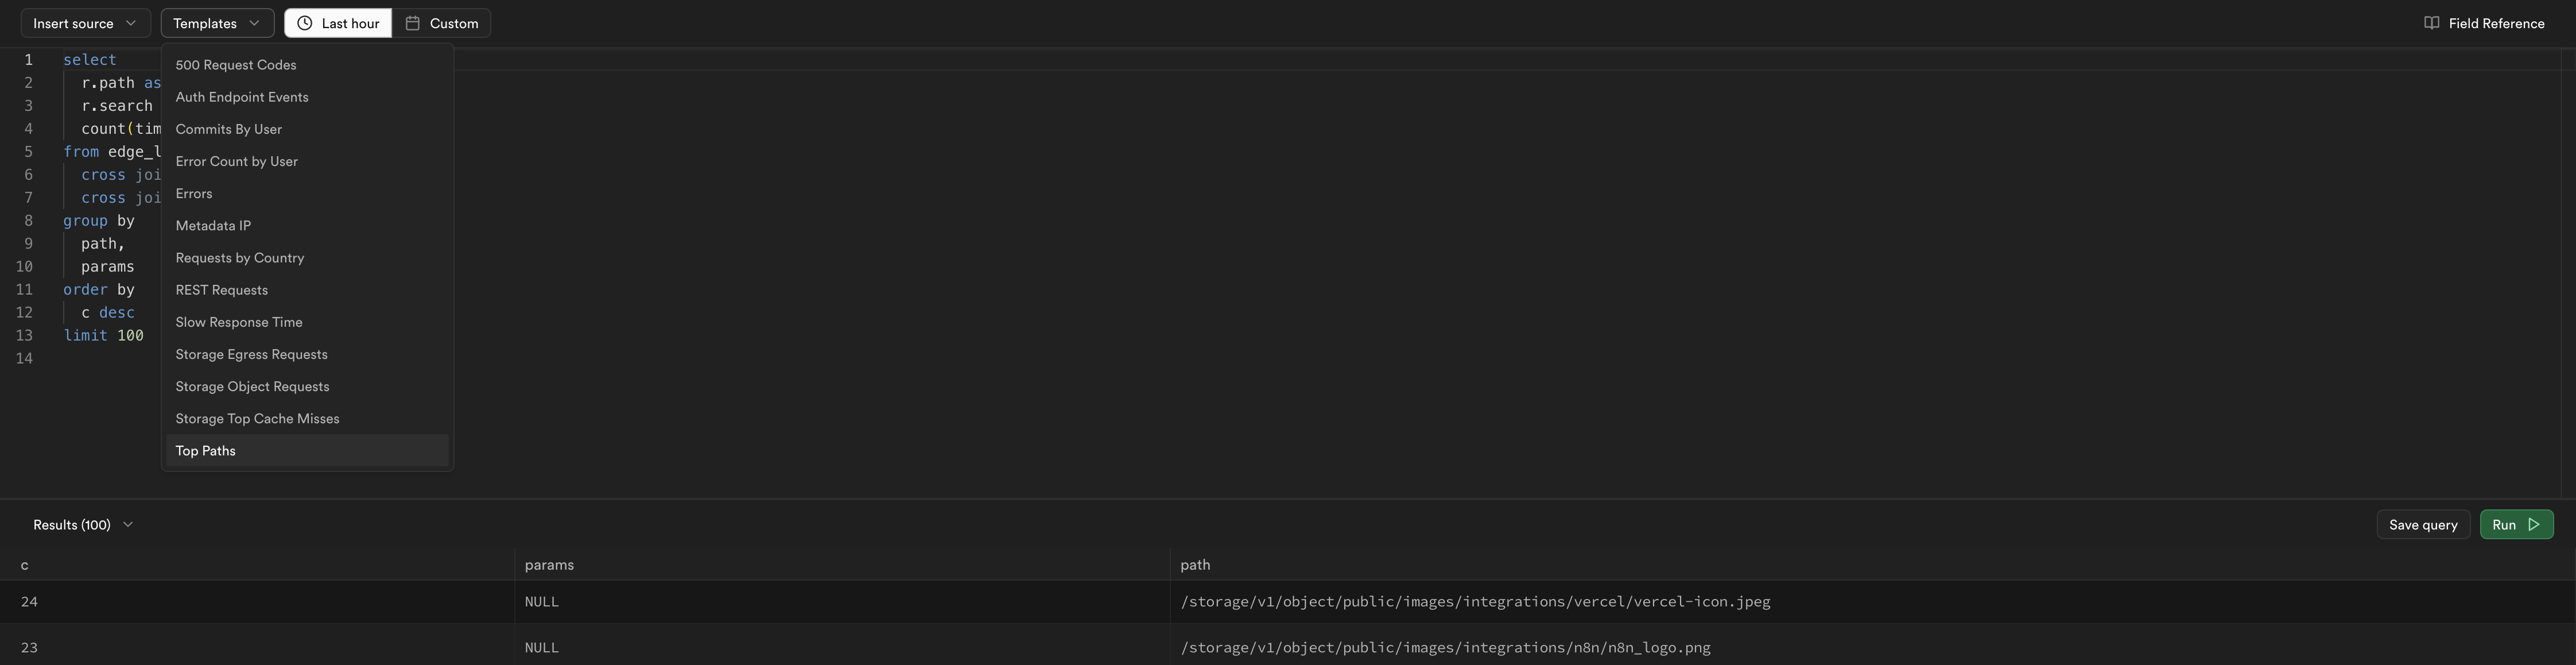 Insert source
Templates
Last hour
Custom
Field Reference
500 Request Codes
Auth Endpoint Events
Commits By User
Error Count by User
Errors
Metadata IP
Requests by Country
REST Requests
Slow Response Time
Storage Egress Requests
Storage Object Requests
Storage Top Cache Misses
Top Paths
1 select
2 r.path as
3 r.search
4 count(tim
5 from edge_l
6 cross joi
7 cross joi
8 group by
9 path,
10 params
11 order by
12 c desc
13 limit 100
14
Results (100)
Save query
Run
c params path
24 NULL /storage/v1/object/public/images/integrations/vercel/vercel-icon.jpeg
23 NULL /storage/v1/object/public/images/integrations/n8n/n8n_logo.png